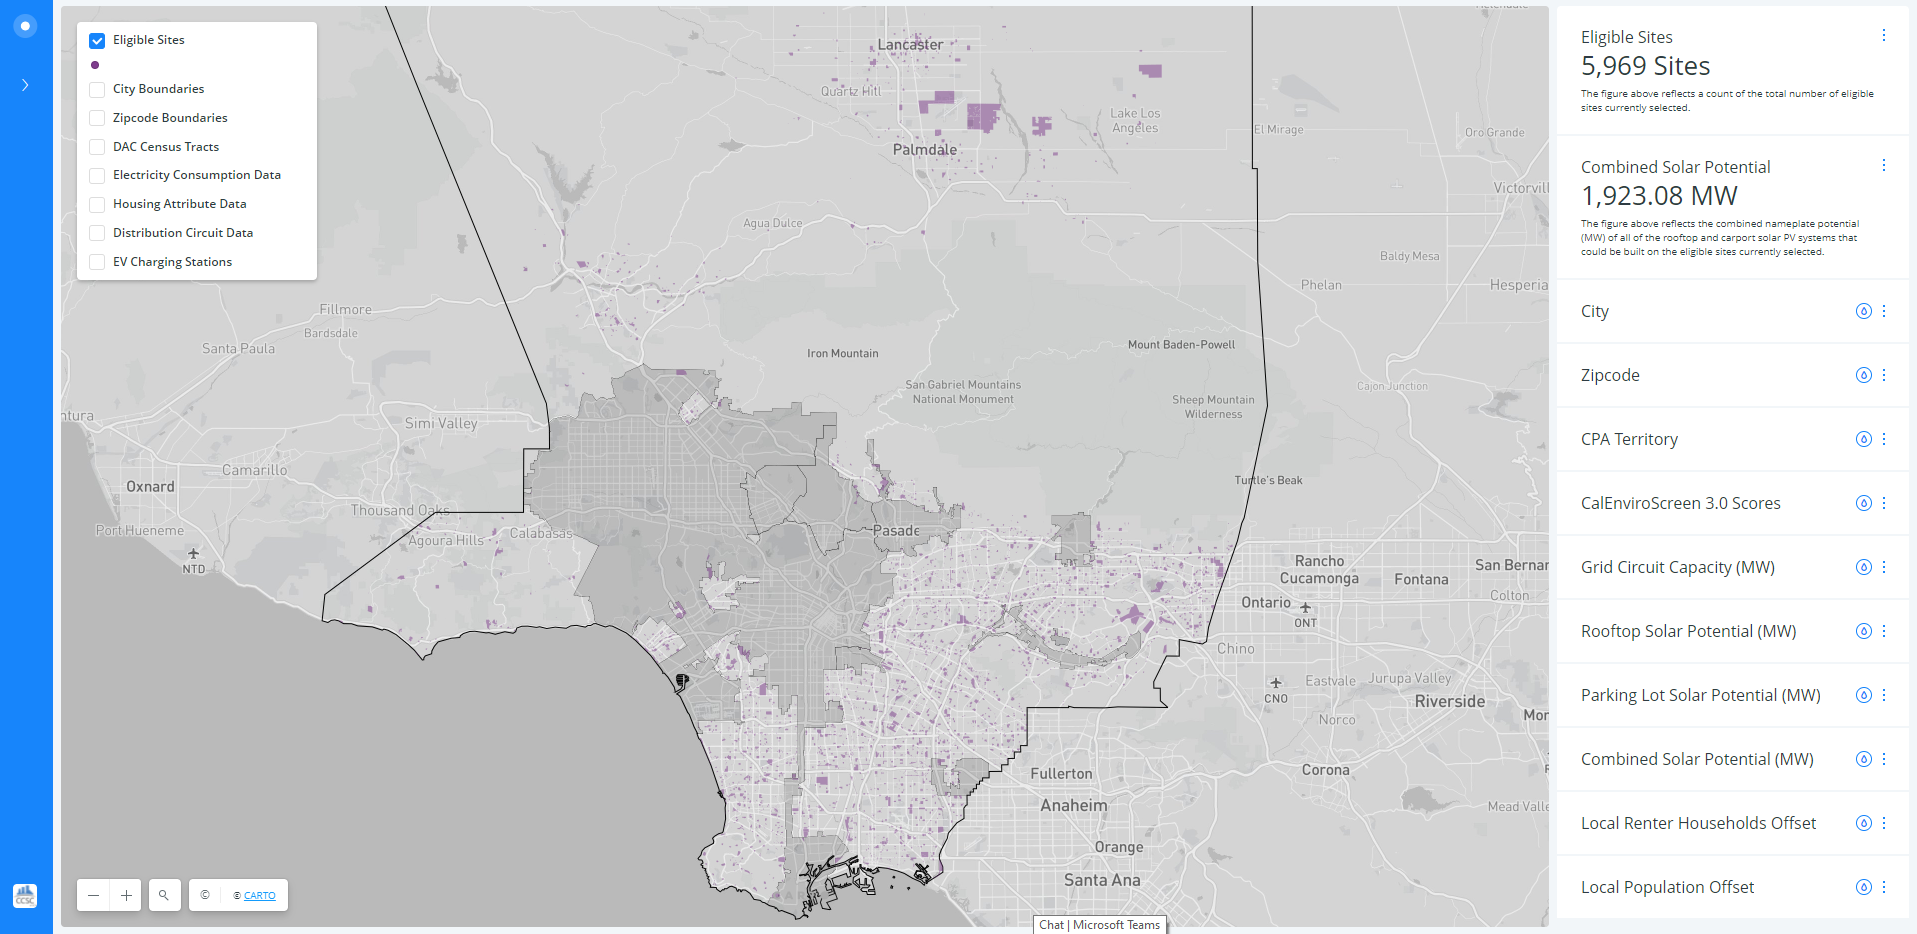 Eligible Sites
City Boundaries
Zipcode Boundaries
DAC Census Tracts
Electricity Consumption Data
Housing Attribute Data
Distribution Circuit Data
EV Charging Stations
Lancaster
Quartz Hill
Lake Los
Angeles
El Mirage
Oro Grande
Palmdale
Victorvill
Agua Dulce
Baldy Mesa
Phelan
Hesperia
Fillmore
Bardsdale
Santa Paula
Iron Mountain
Mount Baden-Powell
San Gabriel Mountains
National Monument
Cajon Junction
Sheep Mountain
Wilderness
ntura
Simi Valley
Camarillo
Oxnard
Turtle's Beak
Thousand Oaks
Port Hueneme
Agoura Hills
Calabasas
Pasade
NTD
Rancho
Cucamonga
Fontana
San Bernar
Colton
Ontario
ONT
Chino
Eastvale
Jurupa Valley
CNO
Riverside
Norco
Mor
Corona
Fullerton
Anaheim
Mead Valle
Orange
Santa Ana
© © CARTO
CCSC
Chat | Microsoft Teams
Eligible Sites
5,969 Sites
The figure above reflects a count of the total number of eligible
sites currently selected.
Combined Solar Potential
1,923.08 MW
The figure above reflects the combined nameplate potential
(MW) of all of the rooftop and carport solar PV systems that
could be built on the eligible sites currently selected.
City
Zipcode
CPA Territory
CalEnviroScreen 3.0 Scores
Grid Circuit Capacity (MW)
Rooftop Solar Potential (MW)
Parking Lot Solar Potential (MW)
Combined Solar Potential (MW)
Local Renter Households Offset
Local Population Offset